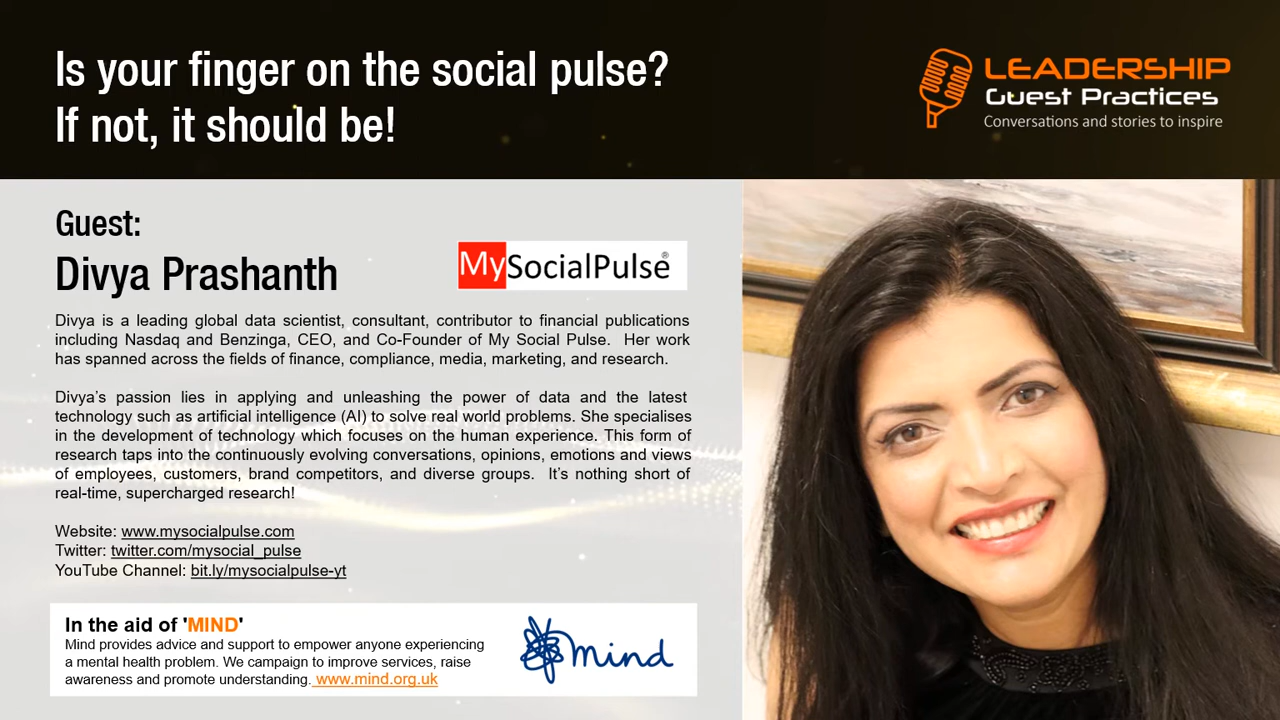 Is your finger on the social pulse?
If not, it should be!
LEADERSHIP
Guest Practices
Conversations and stories to inspire
Guest:
Divya Prashanth
MySocialPulse®
Divya is a leading global data scientist, consultant, contributor to financial publications
including Nasdaq and Benzinga, CEO, and Co-Founder of My Social Pulse. Her work
has spanned across the fields of finance, compliance, media, marketing, and research.
Divya's passion lies in applying and unleashing the power of data and the latest
technology such as artificial intelligence (AI) to solve real world problems. She specialises
in the development of technology which focuses on the human experience. This form of
research taps into the continuously evolving conversations, opinions, emotions and views
of employees, customers, brand competitors, and diverse groups. It's nothing short of
real-time, supercharged research!
Website: www.mysocialpulse.com
Twitter: twitter.com/mysocial_pulse
YouTube Channel: bit.ly/mysocialpulse-yt
In the aid of 'MIND'
Mind provides advice and support to empower anyone experiencing
a mental health problem. We campaign to improve services, raise
awareness and promote understanding. www.mind.org.uk
mind